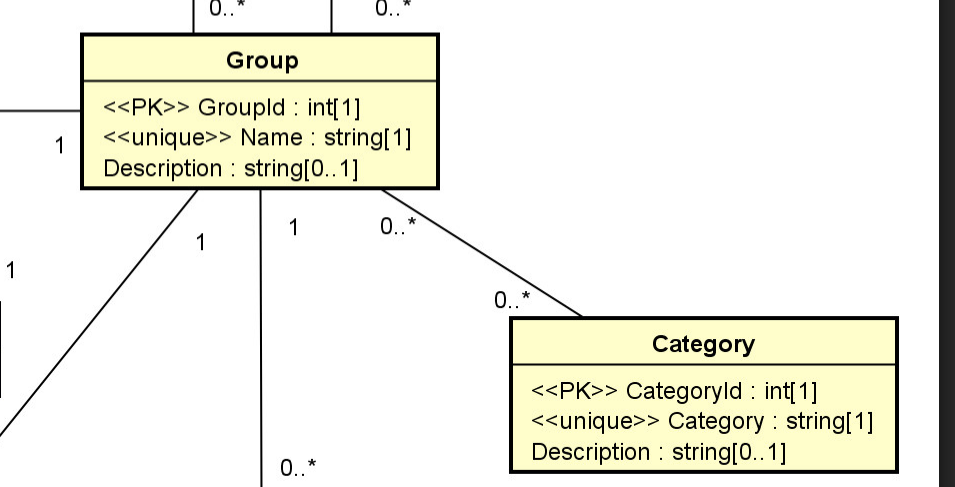 0..*
0..*
Group
<<PK>> GroupId : int[1]
<<unique>> Name : string[1]
Description : string[0..1]
1
1
1
0..*
1
0..*
Category
<<PK>> CategoryId : int[1]
<<unique>> Category : string[1]
Description : string[0..1]
0..*